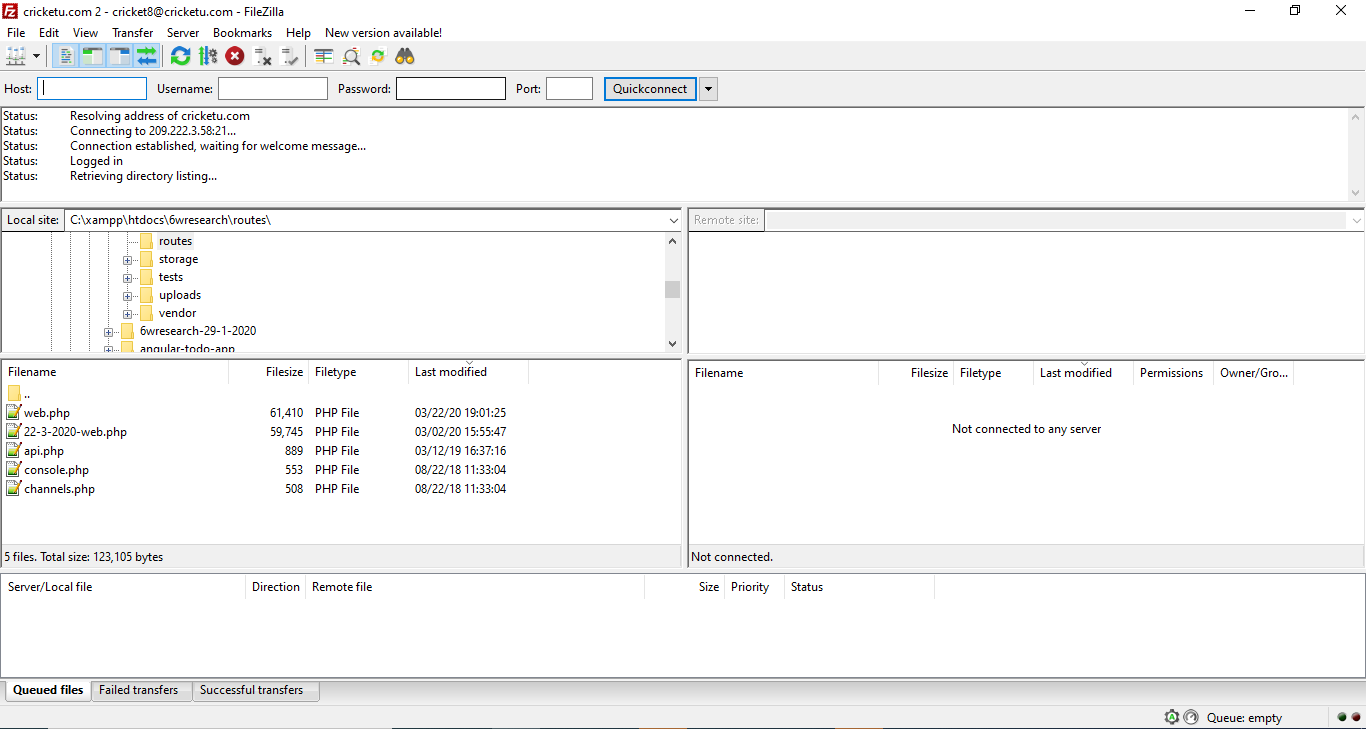 cricketu.com 2 - cricket8@cricketu.com - FileZilla
File Edit View Transfer Server Bookmarks Help New version available!
Host: Username: Password: Port: Quickconnect
Status: Resolving address of cricketu.com
Status: Connecting to 209.222.3.58:21...
Status: Connection established, waiting for welcome message...
Status: Logged in
Status: Retrieving directory listing...
Local site: C:\xampp\htdocs\6wresearch\routes\
routes
storage
tests
uploads
vendor
6wresearch-29-1-2020
angular-todo-app
Remote site:
Filename Filesize Filetype Last modified
..
web.php 61,410 PHP File 03/22/20 19:01:25
22-3-2020-web.php 59,745 PHP File 03/02/20 15:55:47
api.php 889 PHP File 03/12/19 16:37:16
console.php 553 PHP File 08/22/18 11:33:04
channels.php 508 PHP File 08/22/18 11:33:04
5 files. Total size: 123,105 bytes
Filename Filesize Filetype Last modified Permissions Owner/Gro...
Not connected to any server
Not connected.
Server/Local file Direction Remote file Size Priority Status
Queued files Failed transfers Successful transfers
Queue: empty